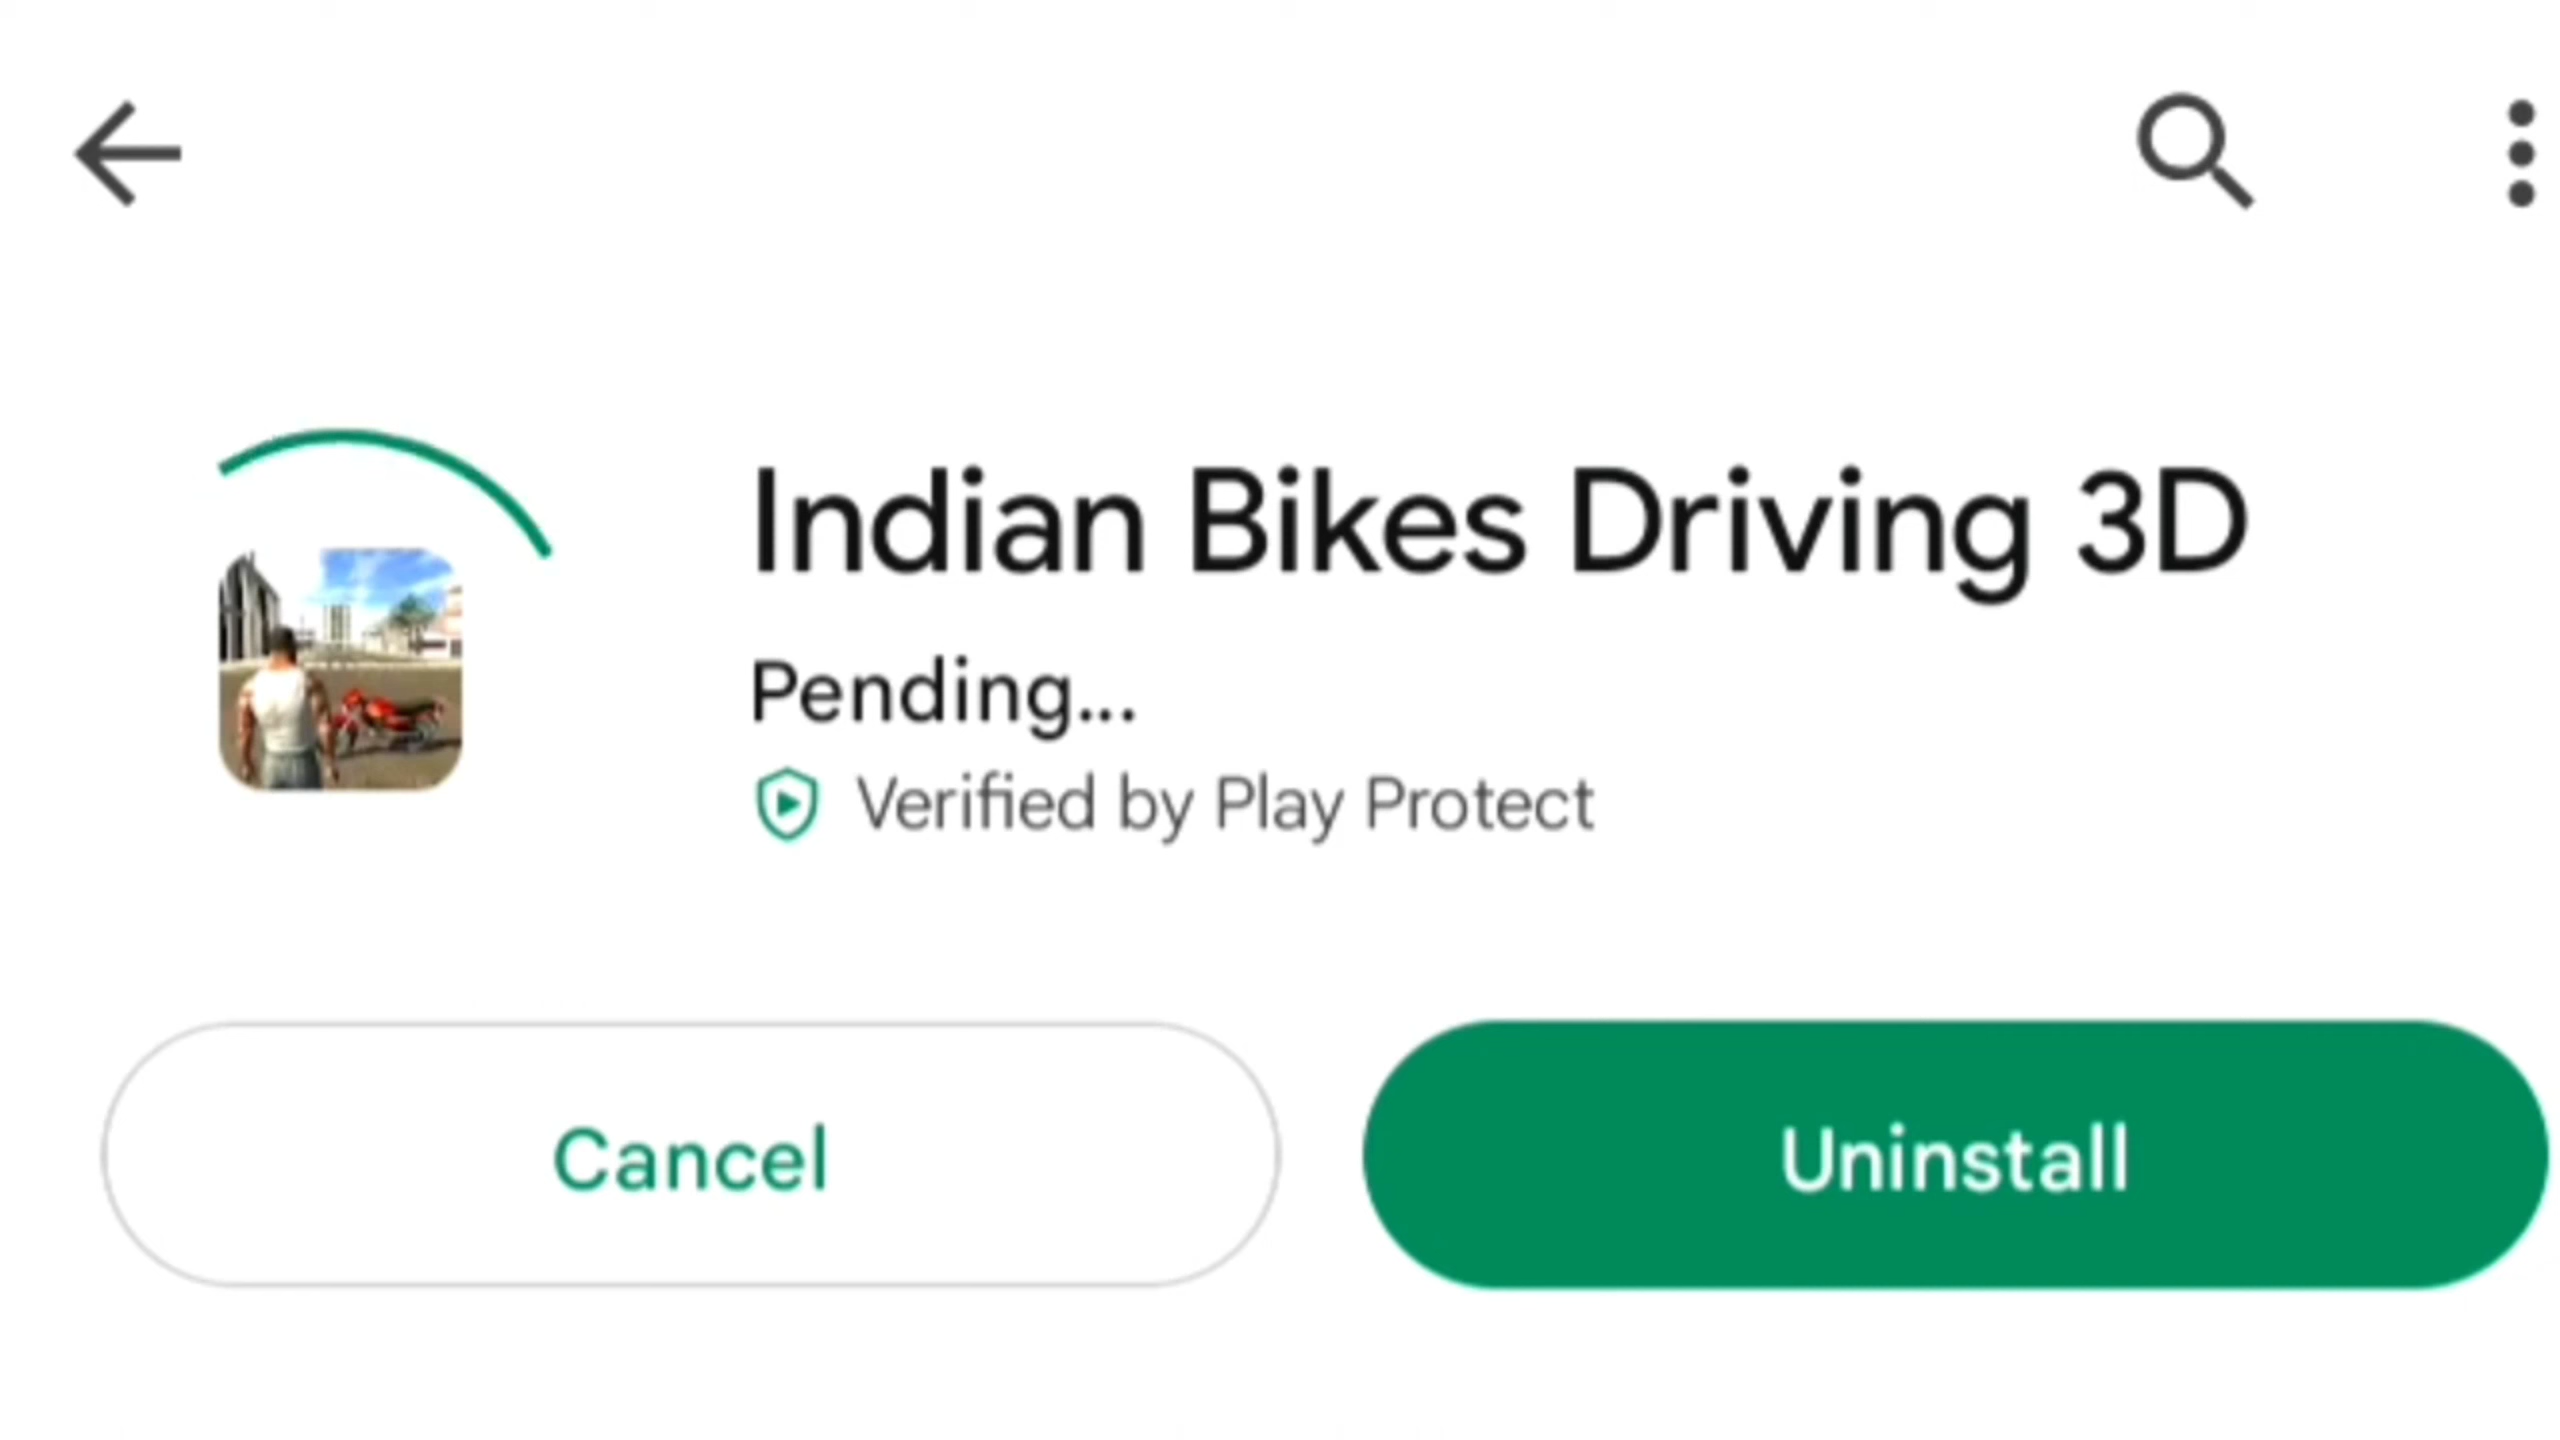 Indian Bikes Driving 3D
Pending...
Verified by Play Protect
Cancel
Uninstall